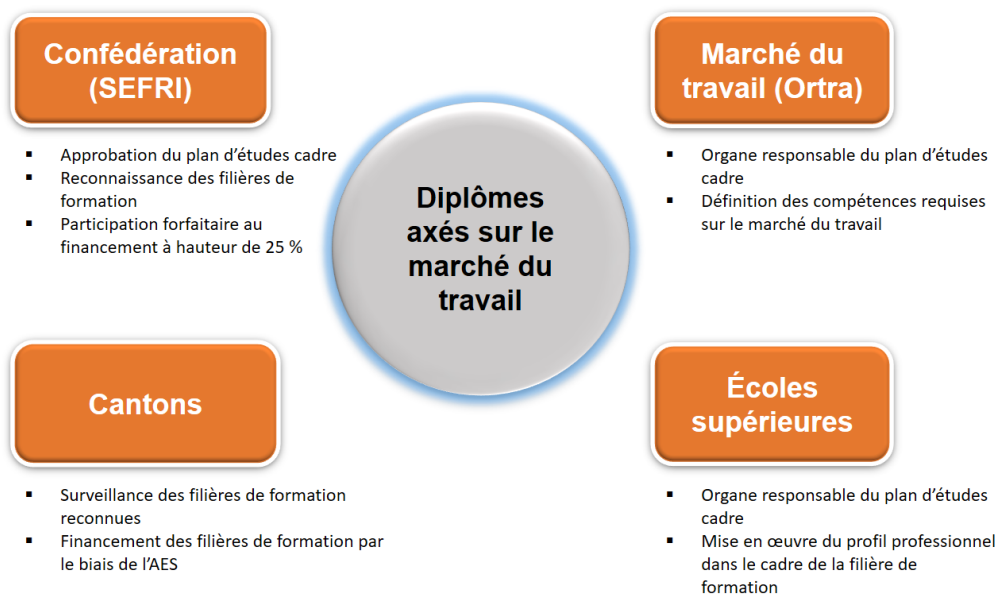 Confédération
(SEFRI)
▪ Approbation du plan d’études cadre
▪ Reconnaissance des filières de
formation
▪ Participation forfaitaire au
financement à hauteur de 25 %
Marché du
travail (Ortra)
▪ Organe responsable du plan d’études
cadre
▪ Définition des compétences requises
sur le marché du travail
Diplômes
axés sur le
marché du
travail
Cantons
▪ Surveillance des filières de formation
reconnues
▪ Financement des filières de formation par
le biais de l’AES
Écoles
supérieures
▪ Organe responsable du plan d’études
cadre
▪ Mise en œuvre du profil professionnel
dans le cadre de la filière de
formation